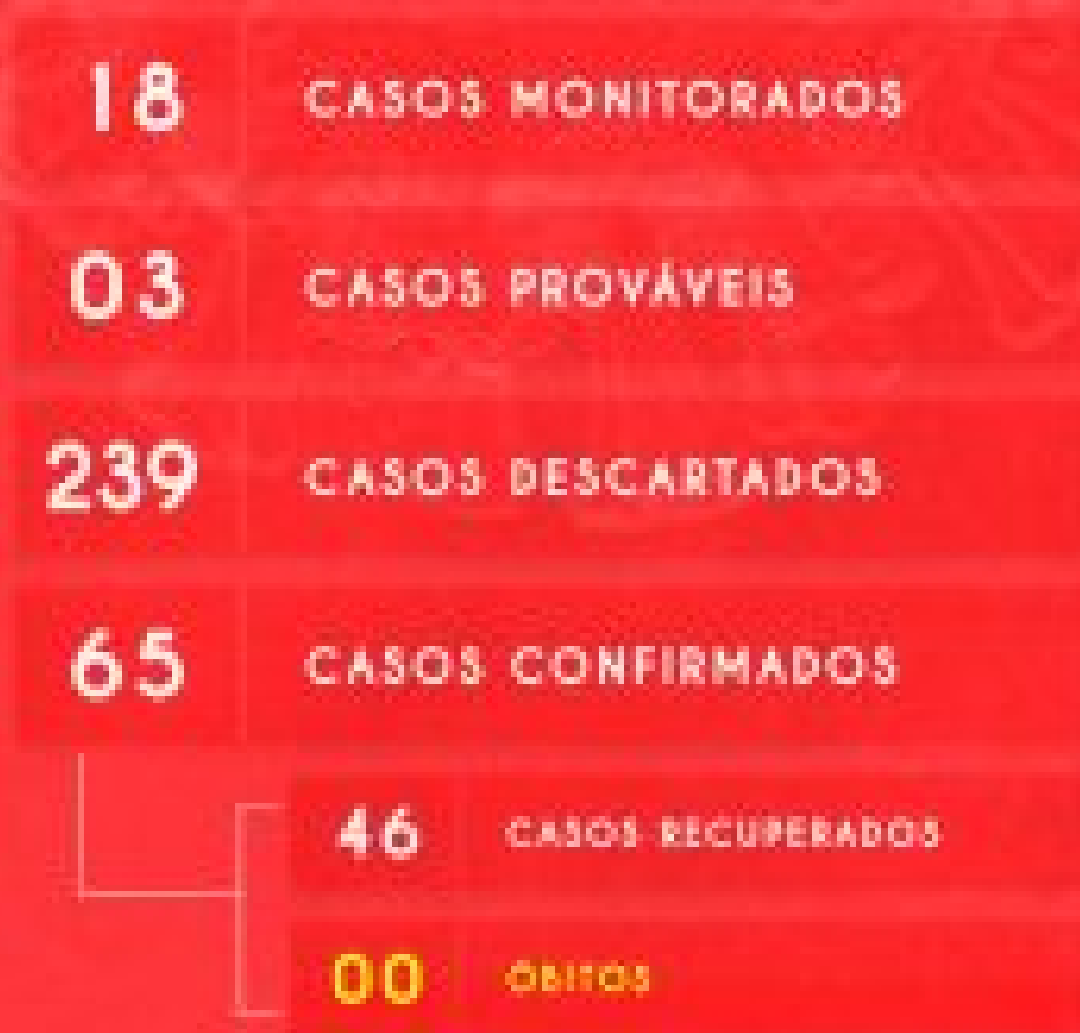 18 CASOS MONITORADOS
03 CASOS PROVÁVEIS
239 CASOS DESCARTADOS
65 CASOS CONFIRMADOS
46 CASOS RECUPERADOS
00 ÓBITOS